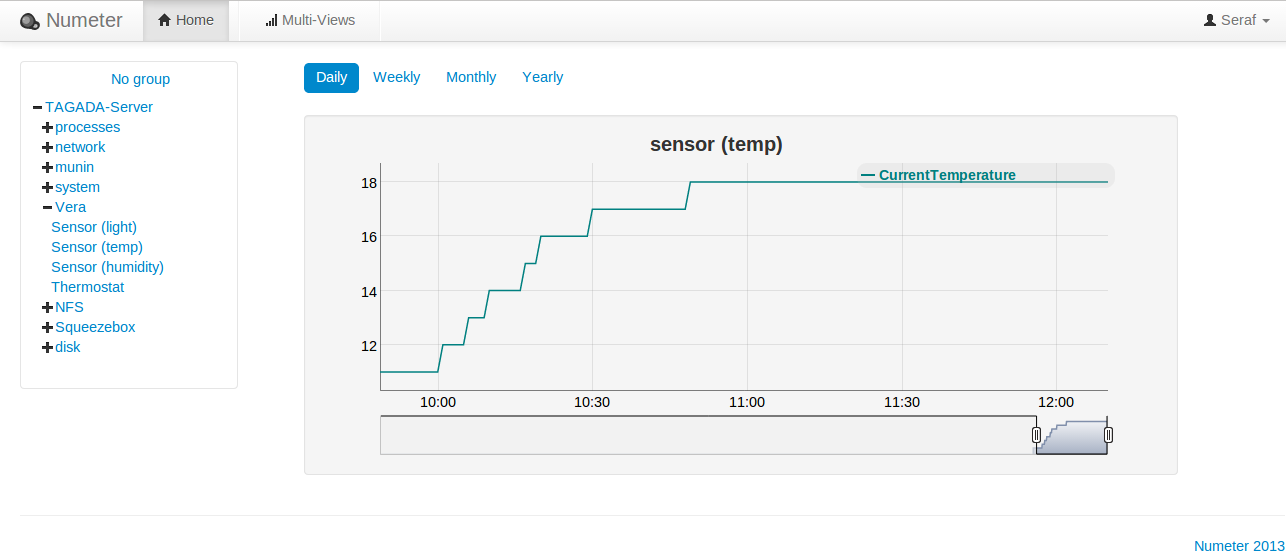 Numeter Home Multi-Views Seraf
No group
TAGADA-Server
processes
network
munin
system
Vera
Sensor (light)
Sensor (temp)
Sensor (humidity)
Thermostat
NFS
Squeezebox
disk
Daily Weekly Monthly Yearly
sensor (temp)
CurrentTemperature
18
16
14
12
10:00 10:30 11:00 11:30 12:00
Numeter 2013